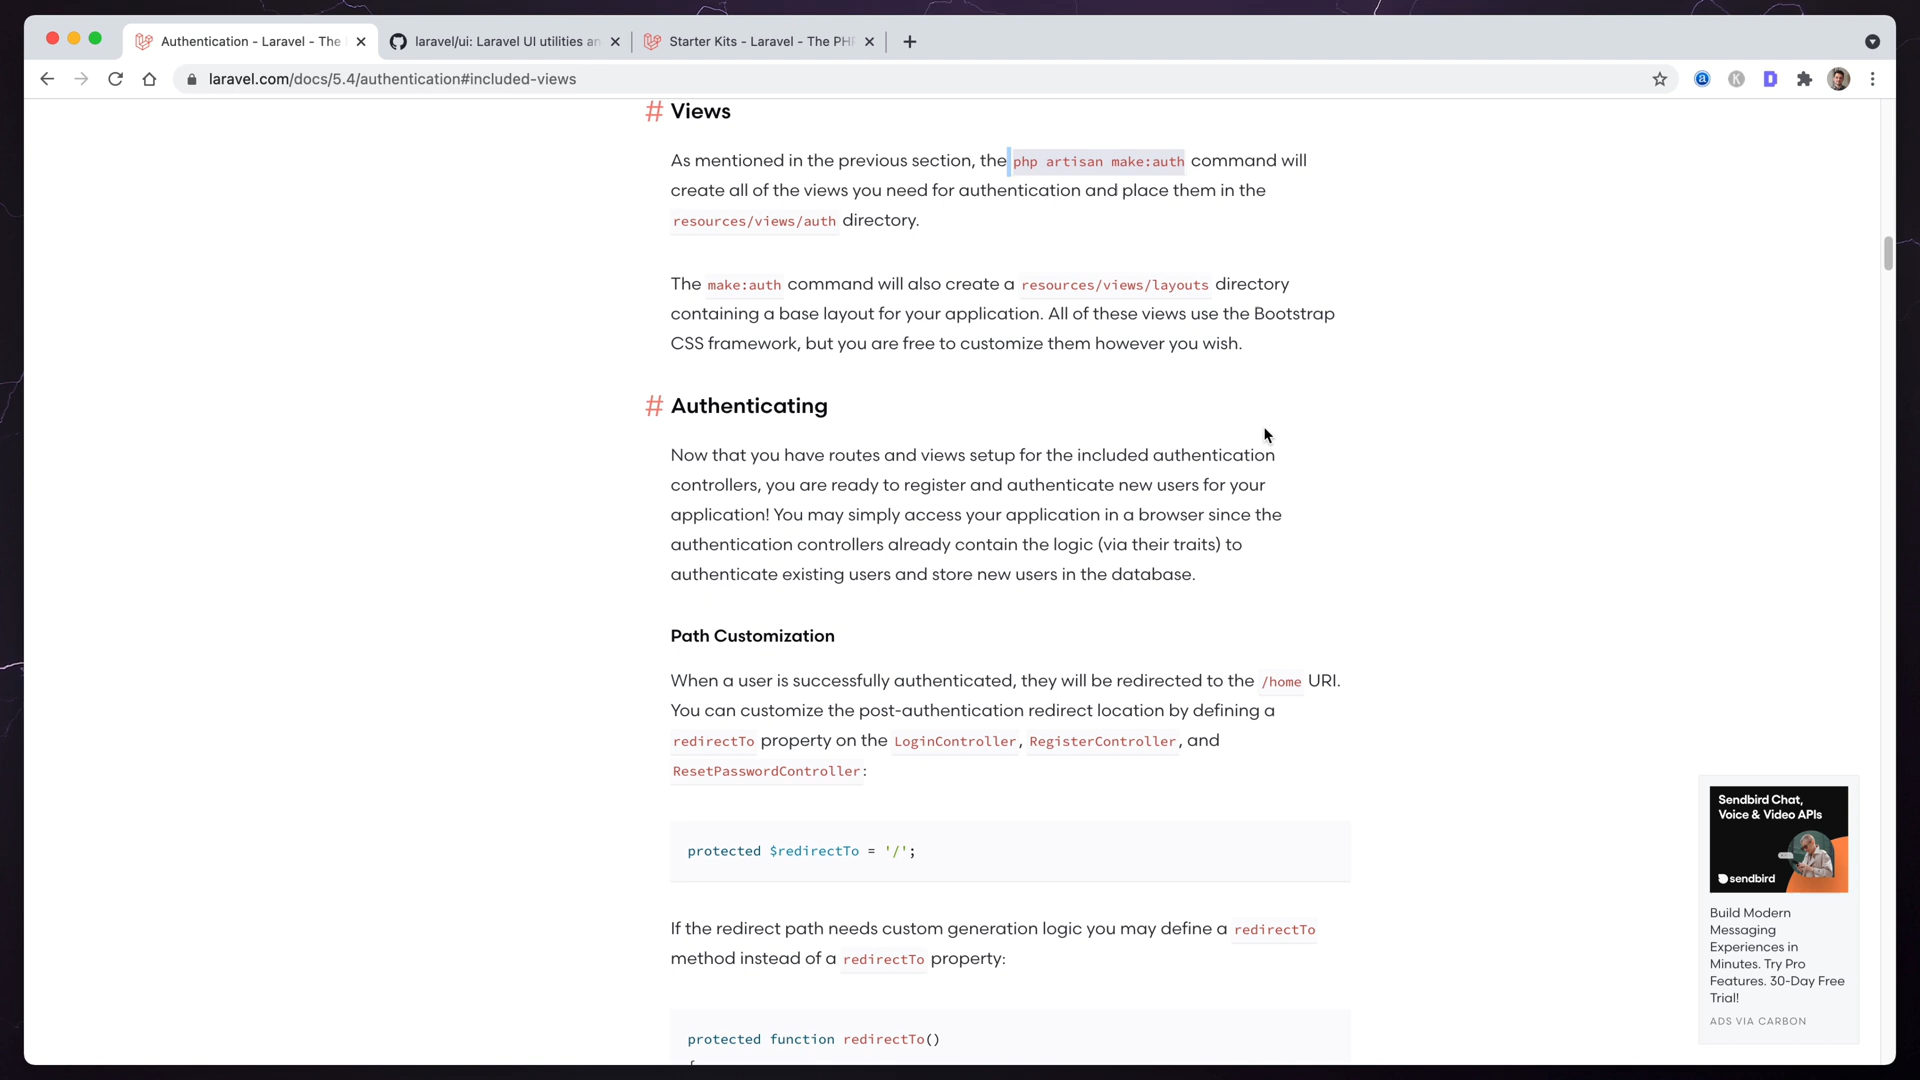 Authentication - Laravel - The
laravel/ui: Laravel UI utilities an
Starter Kits - Laravel - The PHP
laravel.com/docs/5.4/authentication#included-views
# Views
As mentioned in the previous section, the php artisan make:auth command will
create all of the views you need for authentication and place them in the
resources/views/auth directory.
The make:auth command will also create a resources/views/layouts directory
containing a base layout for your application. All of these views use the Bootstrap
CSS framework, but you are free to customize them however you wish.
# Authenticating
Now that you have routes and views setup for the included authentication
controllers, you are ready to register and authenticate new users for your
application! You may simply access your application in a browser since the
authentication controllers already contain the logic (via their traits) to
authenticate existing users and store new users in the database.
Path Customization
When a user is successfully authenticated, they will be redirected to the /home URI.
You can customize the post-authentication redirect location by defining a
redirectTo property on the LoginController, RegisterController, and
ResetPasswordController:
protected $redirectTo = '/';
If the redirect path needs custom generation logic you may define a redirectTo
method instead of a redirectTo property:
protected function redirectTo()
Sendbird Chat,
Voice & Video APIs
sendbird
Build Modern
Messaging
Experiences in
Minutes. Try Pro
Features. 30-Day Free
Trial!
ADS VIA CARBON